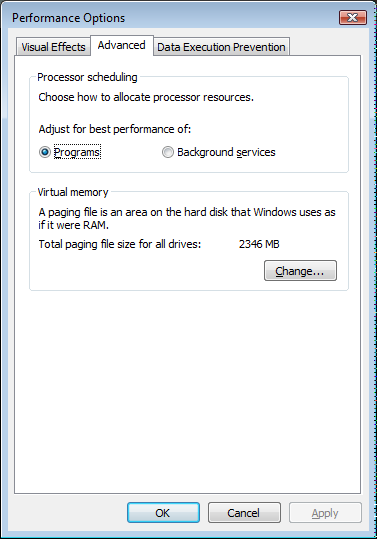 Performance Options
Visual Effects Advanced Data Execution Prevention
Processor scheduling
Choose how to allocate processor resources.
Adjust for best performance of:
Programs Background services
Virtual memory
A paging file is an area on the hard disk that Windows uses as
if it were RAM.
Total paging file size for all drives: 2346 MB
Change...
OK Cancel Apply